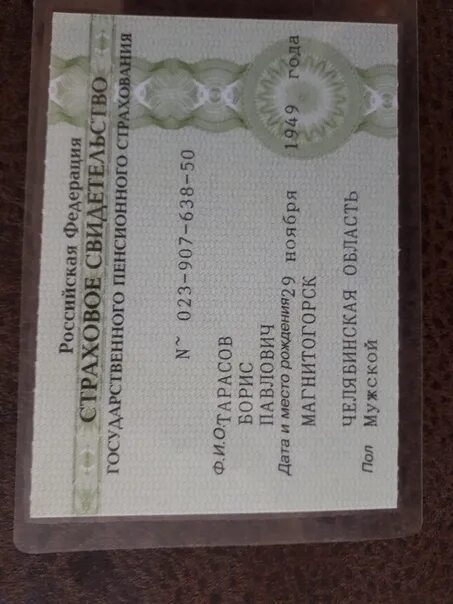 Российская Федерация
СТРАХОВОЕ СВИДЕТЕЛЬСТВО
ГОСУДАРСТВЕННОГО ПЕНСИОННОГО СТРАХОВАНИЯ
N~ 023-907-638-50
Ф.И.О ТАРАСОВ
БОРИС
ПАВЛОВИЧ
Дата и место рождения 29 ноября 1949 года
МАГНИТОГОРСК
ЧЕЛЯБИНСКАЯ ОБЛАСТЬ
Пол Мужской